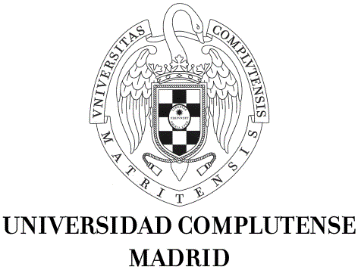 VNIVERSITAS
COMPLVTENSIS
MATRITENSIS
UNIVERSIDAD COMPLUTENSE
MADRID